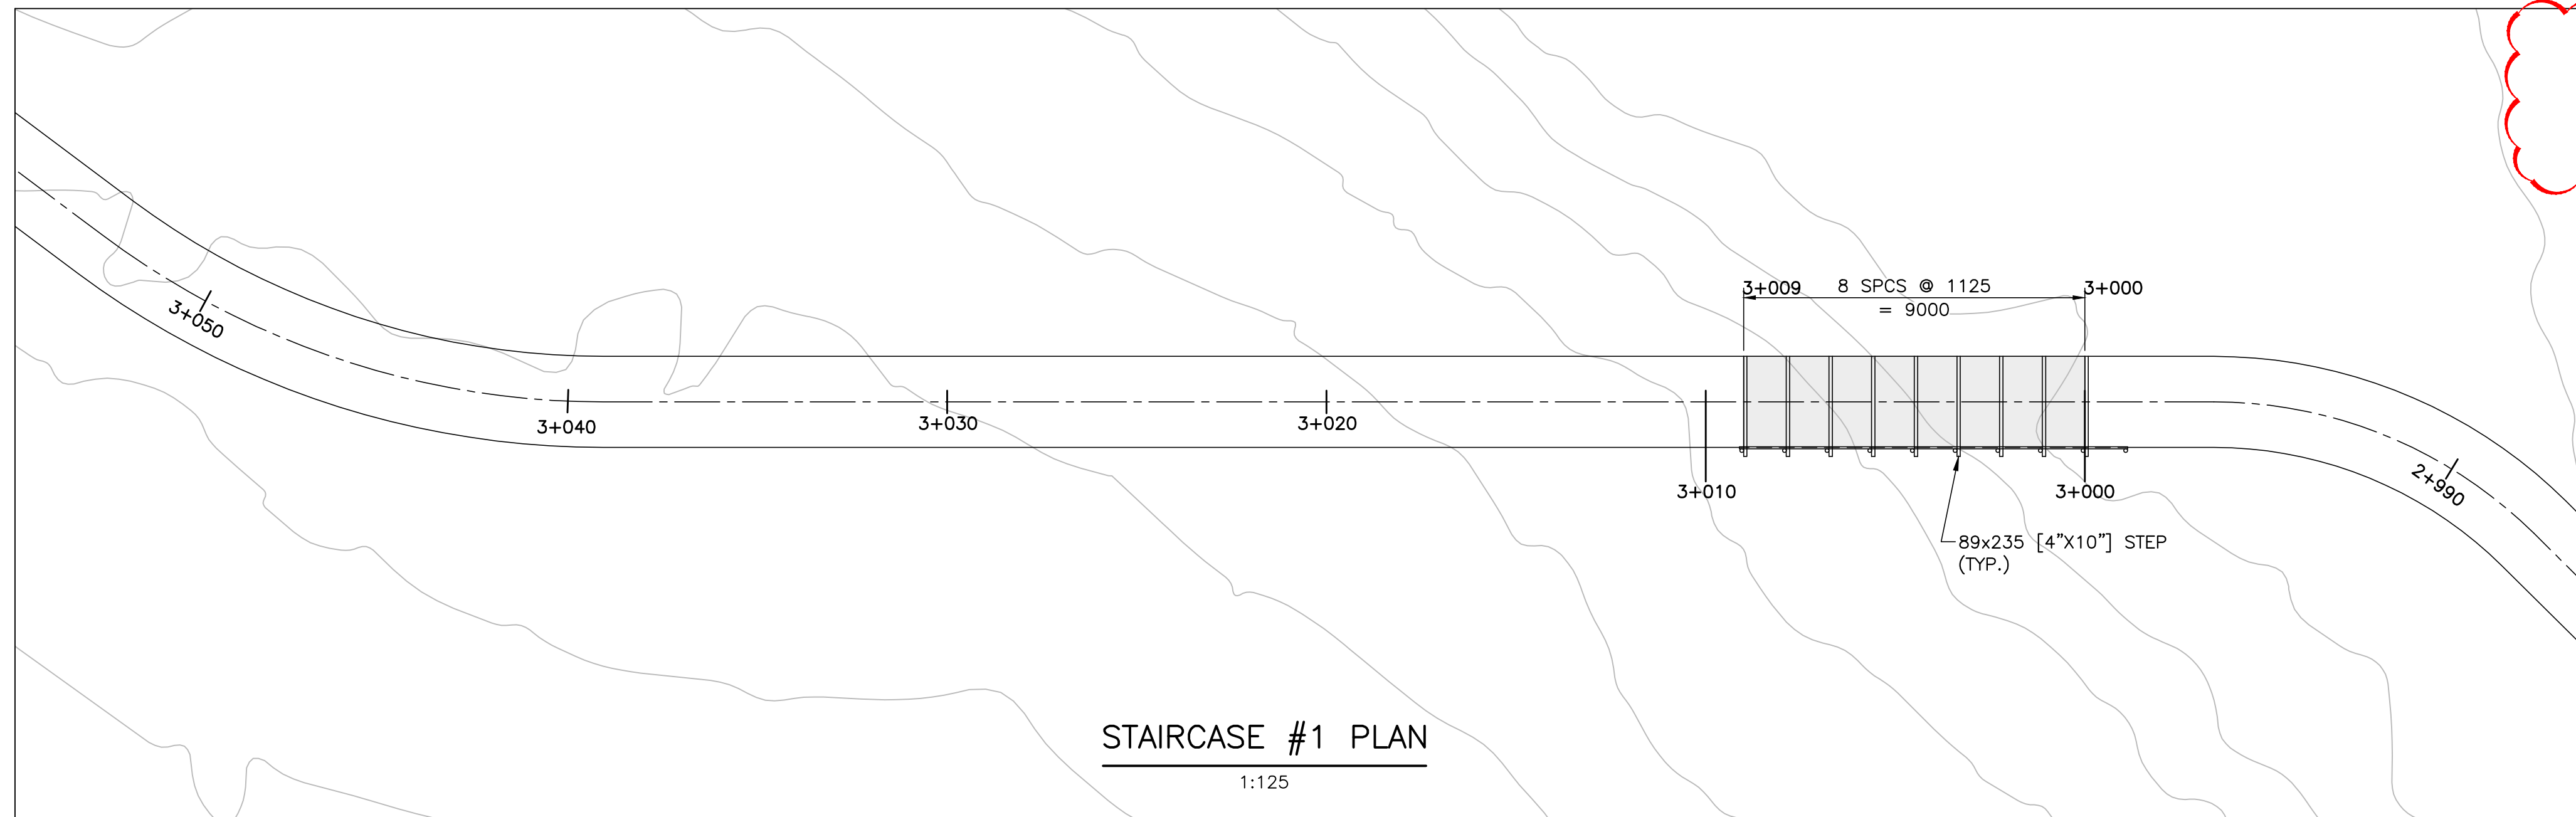 3+009
8 SPCS @ 1125
= 9000
3+000
3+050
3+040
3+030
3+020
3+010
3+000
2+990
89x235 [4"X10"] STEP
(TYP.)
STAIRCASE #1 PLAN
1:125